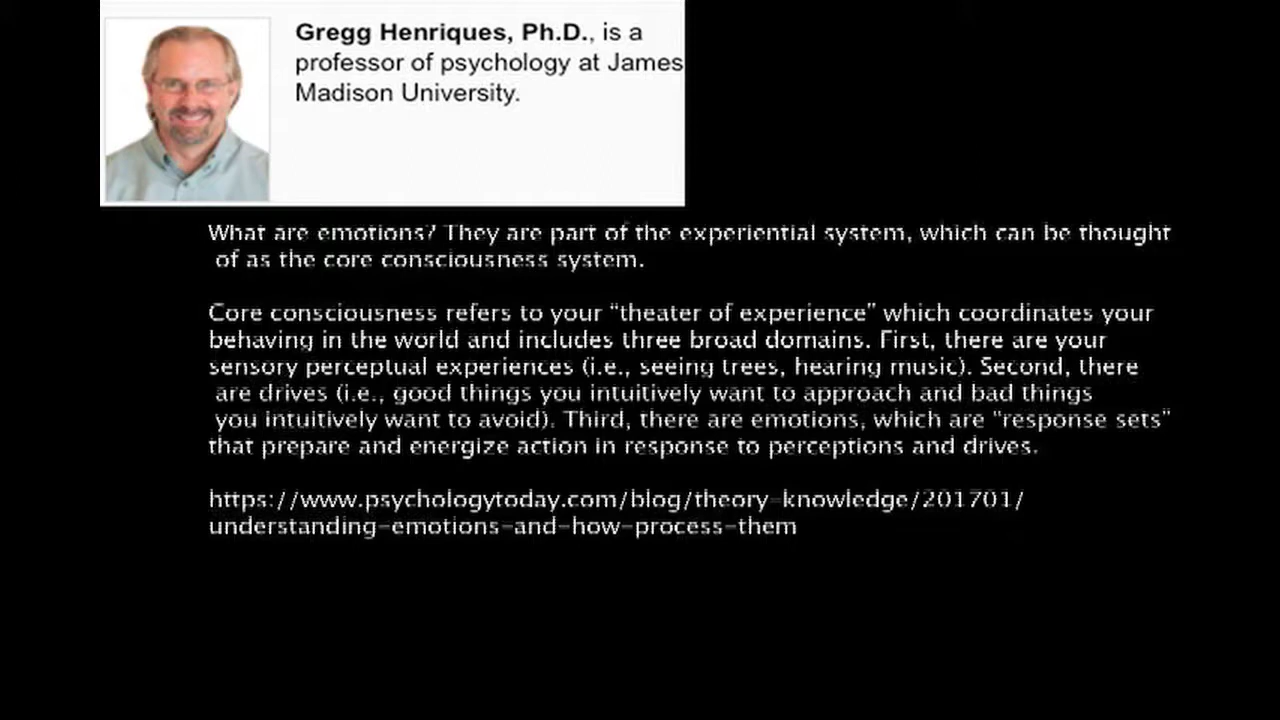 Gregg Henriques, Ph.D., is a
professor of psychology at James
Madison University.
What are emotions? They are part of the experiential system, which can be thought
of as the core consciousness system.
Core consciousness refers to your “theater of experience” which coordinates your
behaving in the world and includes three broad domains. First, there are your
sensory perceptual experiences (i.e., seeing trees, hearing music). Second, there
are drives (i.e., good things you intuitively want to approach and bad things
you intuitively want to avoid). Third, there are emotions, which are “response sets”
that prepare and energize action in response to perceptions and drives.
https://www.psychologytoday.com/blog/theory-knowledge/201701/
understanding-emotions-and-how-process-them